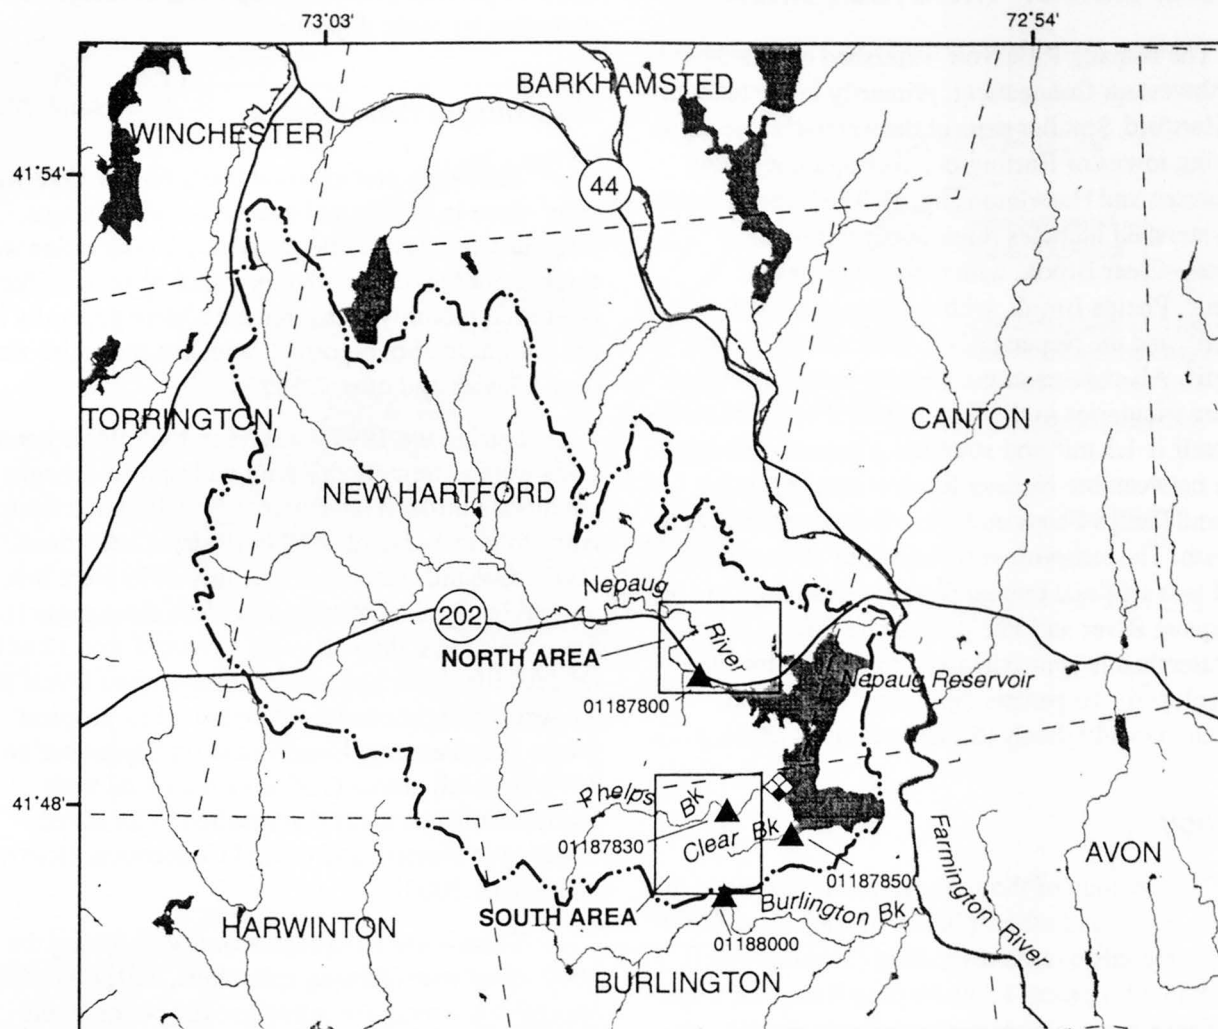 73°03'
72°54'
BARKHAMSTED
WINCHESTER
41°54'
44
TORRINGTON
CANTON
NEW HARTFORD
Nepaug
River
202
NORTH AREA
Nepaug Reservoir
01187800
41°48'
Phelps
Bk
01187830
Clear Bk
AVON
01187850
Farmington River
SOUTH AREA
Burlington Bk
HARWINTON
01188000
BURLINGTON